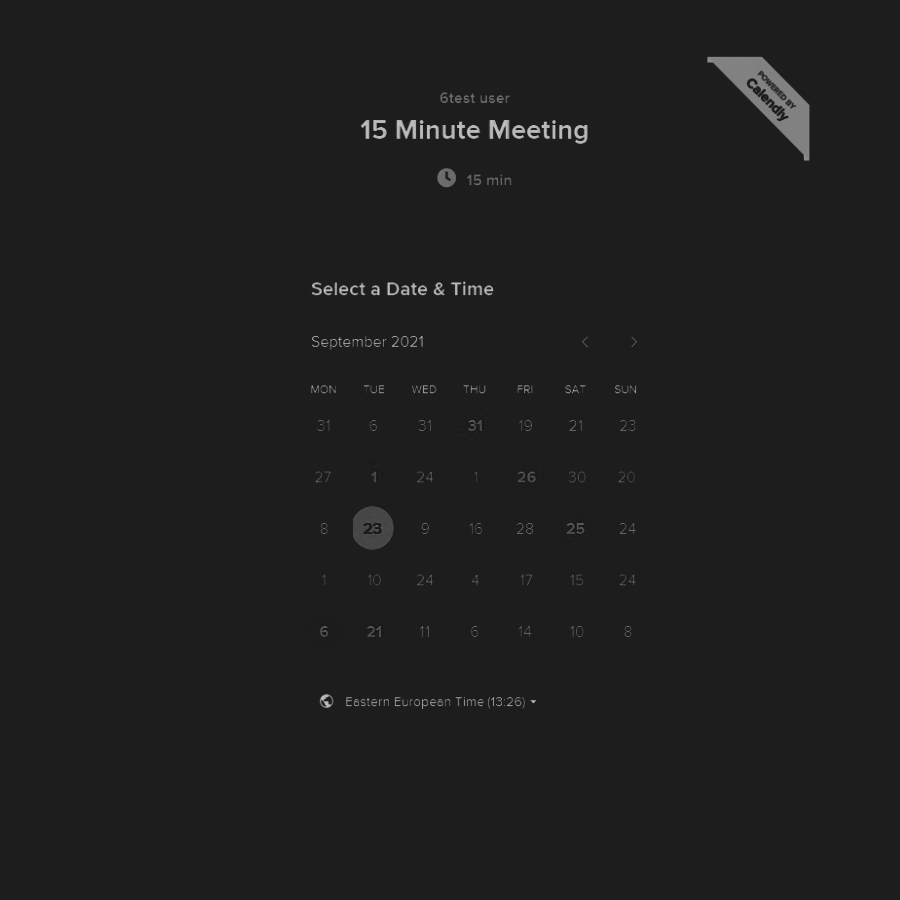 POWERED BY
Calendly
6test user
15 Minute Meeting
15 min
Select a Date & Time
September 2021
MON TUE WED THU FRI SAT SUN
31 6 31 31 19 21 23
27 1 24 1 26 30 20
8 23 9 16 28 25 24
1 10 24 4 17 15 24
6 21 11 6 14 10 8
Eastern European Time (13:26)